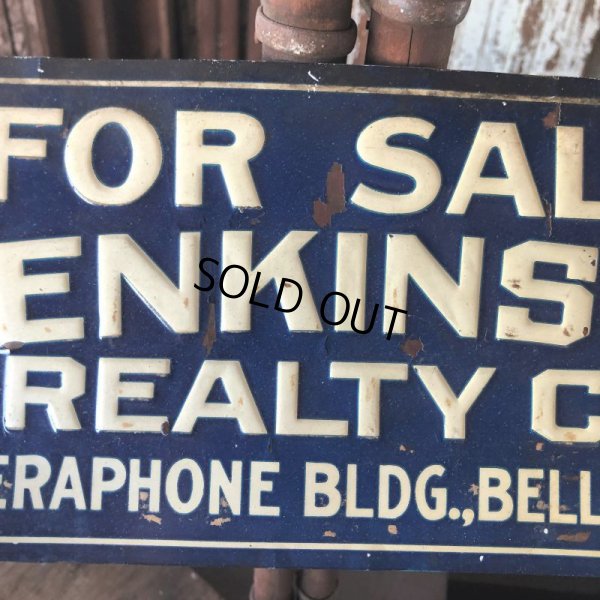 FOR SAL
ENKINS
SOLD OUT
REALTY C
ERAPHONE BLDG., BELL